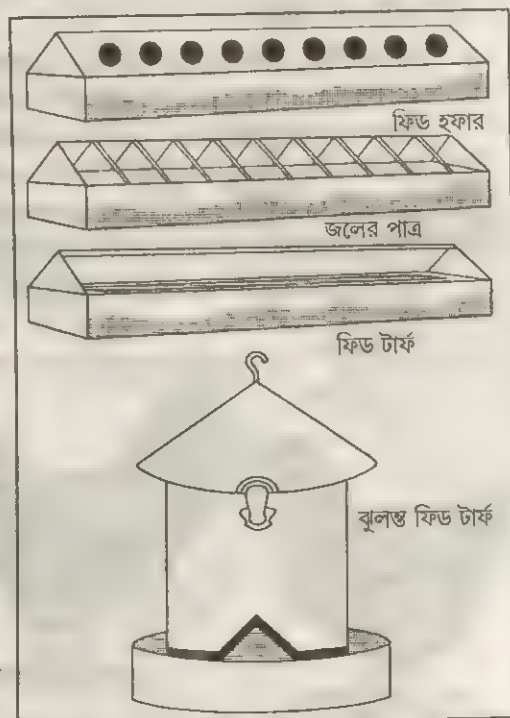 ফিড হফার
জলের পাত্র
ফিড টার্ফ
ঝুলন্ত ফিড টার্ফ